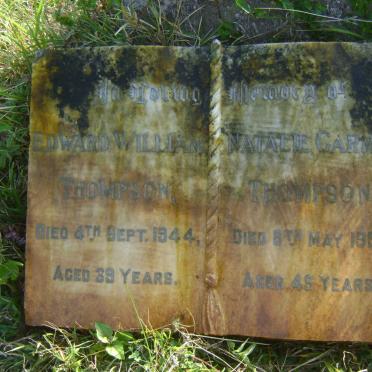 In loving Memory of
EDWARD WILLIAM
THOMPSON,
DIED 4TH SEPT. 1944,
AGED 39 YEARS.
NATALIE
THOMPSON
DIED 8TH MAY
AGED 46 YEARS